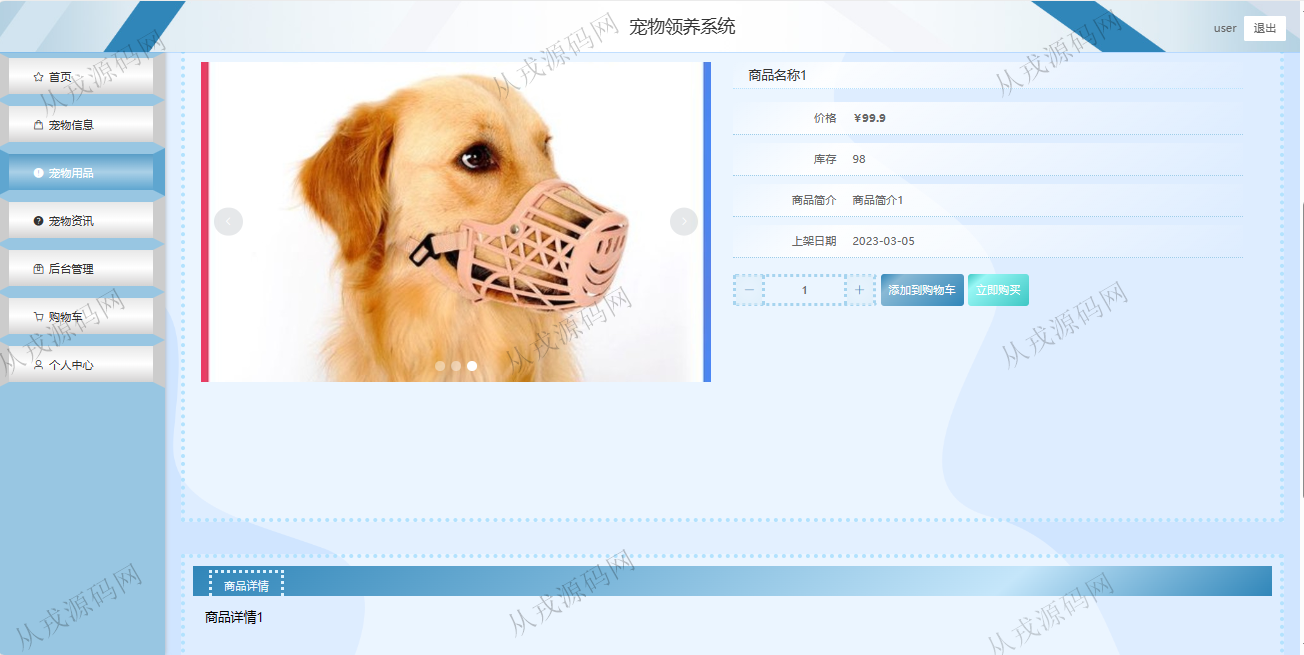 宠物领养系统
user
退出
首页
宠物信息
宠物用品
宠物资讯
后台管理
购物车
个人中心
商品名称1
价格 ¥99.9
库存 98
商品简介 商品简介1
上架日期 2023-03-05
1
添加到购物车
立即购买
商品详情
商品详情1
从戎源码网
从戎源码网
从戎源码网
从戎源码网
从戎源码网
从戎源码网
从戎源码网
从戎源码网
从戎源码网